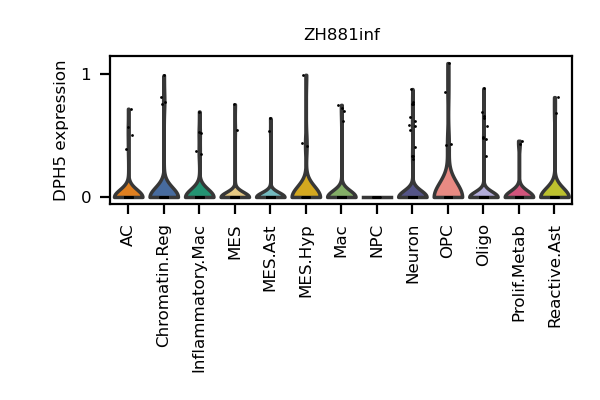 ZH881inf
DPH5 expression
1
0
AC
Chromatin.Reg
Inflammatory.Mac
MES
MES.Ast
MES.Hyp
Mac
NPC
Neuron
OPC
Oligo
Prolif.Metab
Reactive.Ast